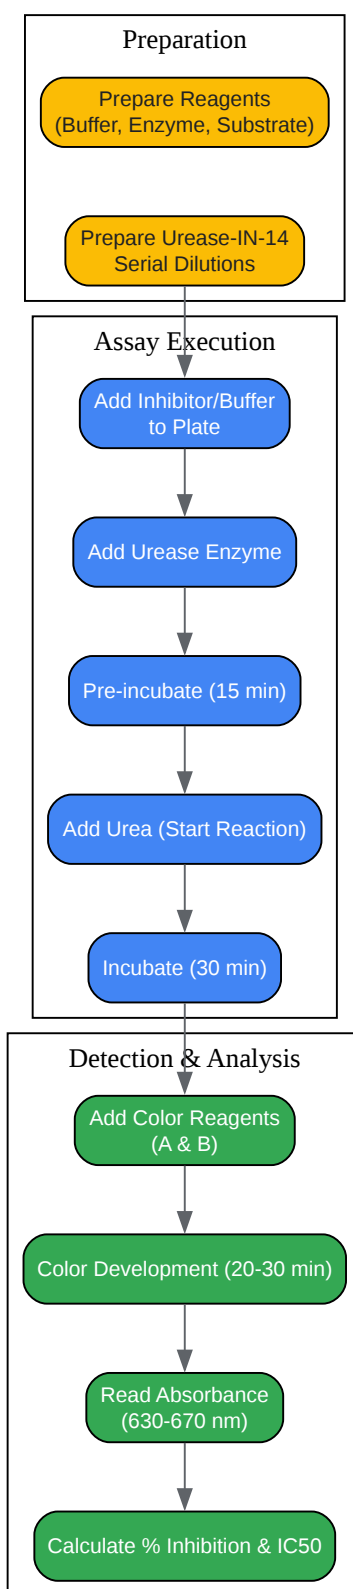 Preparation
Prepare Reagents
(Buffer, Enzyme, Substrate)
Prepare Urease-IN-14
Serial Dilutions
Assay Execution
Add Inhibitor/Buffer
to Plate
Add Urease Enzyme
Pre-incubate (15 min)
Add Urea (Start Reaction)
Incubate (30 min)
Detection & Analysis
Add Color Reagents
(A & B)
Color Development (20-30 min)
Read Absorbance
(630-670 nm)
Calculate % Inhibition & IC50